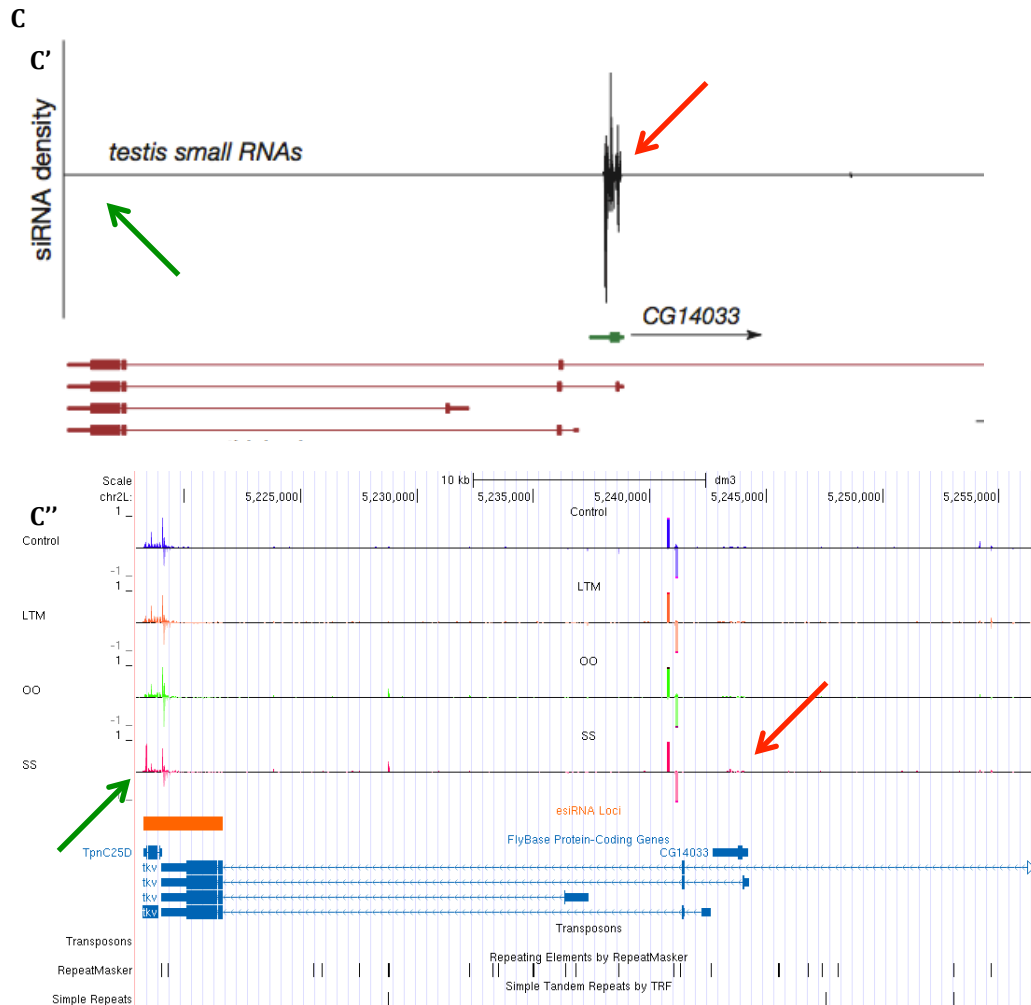 C
C'
siRNA density
testis small RNAs
CG14033
Scale
10 kb
dm3
chr2L:
5,225,000
5,230,000
5,235,000
5,240,000
5,245,000
5,250,000
5,255,000
C''
1
Control
Control
-1
LTM
1
LTM
-1
OO
1
OO
-1
SS
1
SS
esiRNA Loci
FlyBase Protein-Coding Genes
TpnC25D
CG14033
tkv
tkv
tkv
tkv
Transposons
Transposons
Repeating Elements by RepeatMasker
RepeatMasker
Simple Tandem Repeats by TRF
Simple Repeats